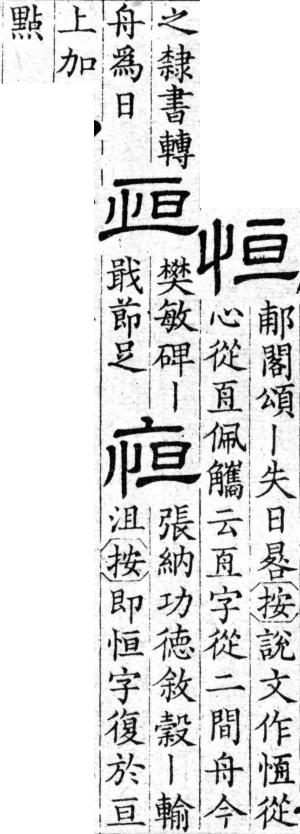 恒
郙閣頌丨失日晷按說文作恆從
心從亙佩觿云亙字從二間舟今
之隸書轉
舟爲日
恒
樊敏碑丨
戢節足
恒
張納功德敘穀丨輸
沮按即恒字復於亘
上加
點